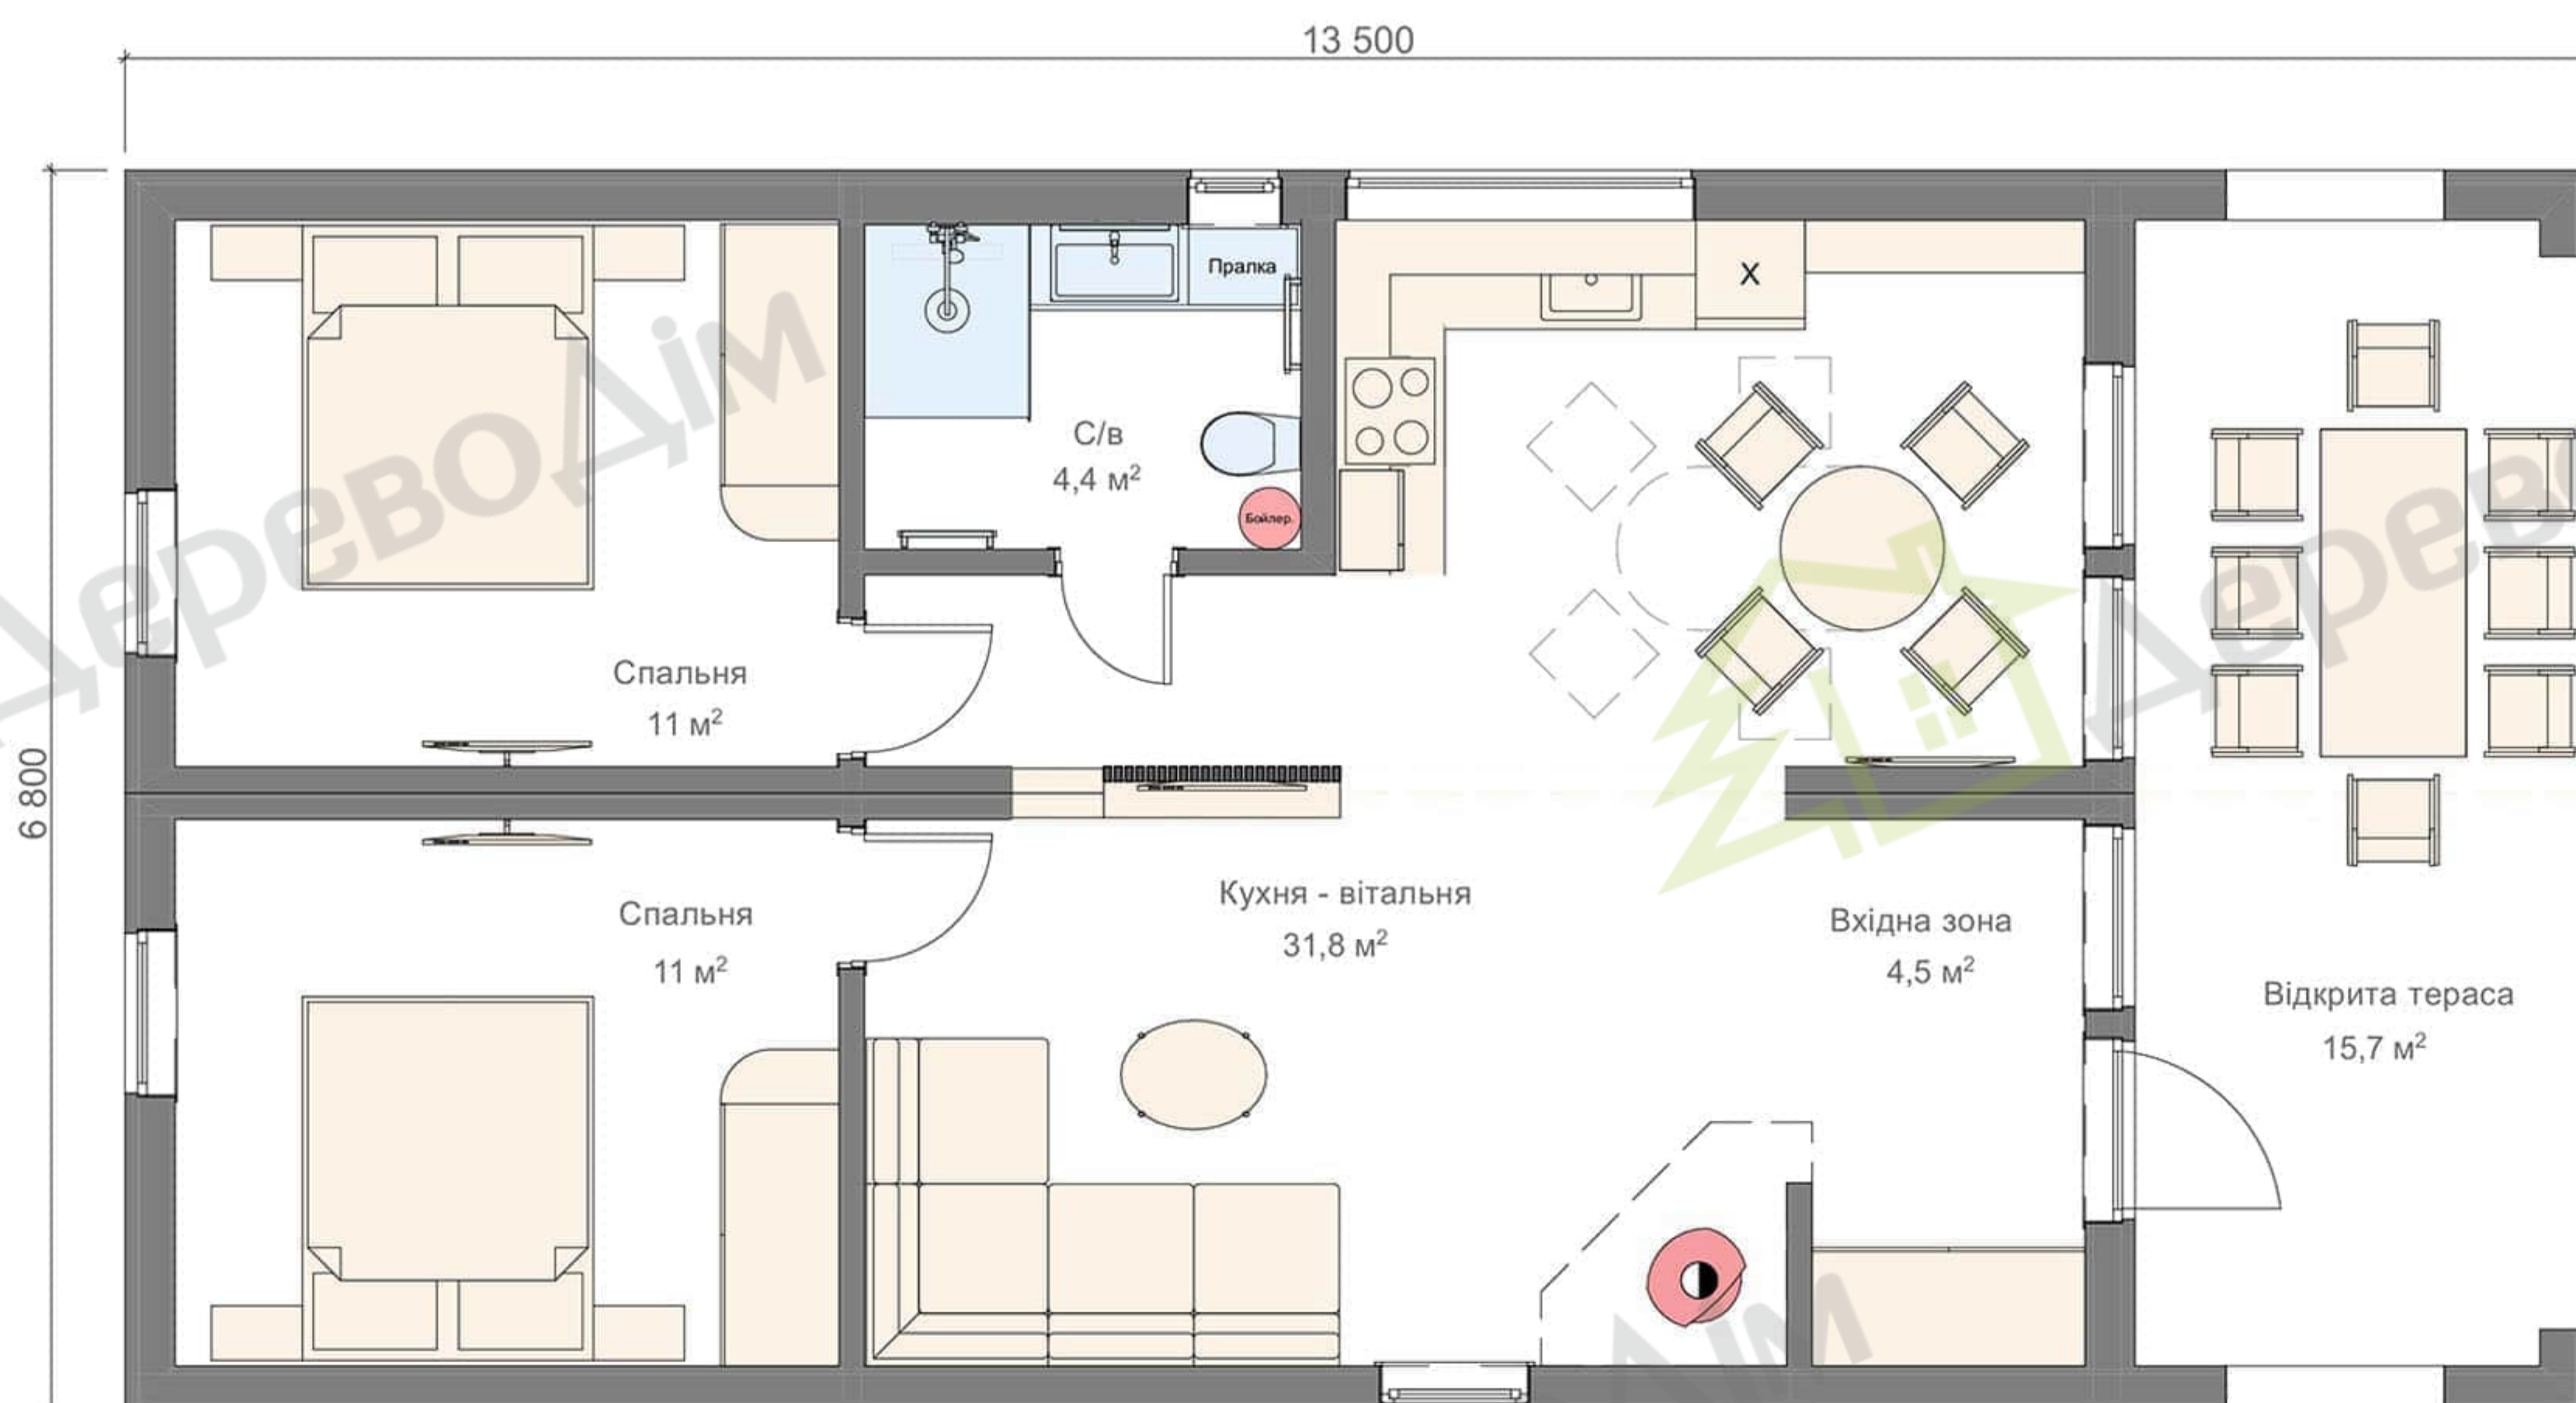 13 500
6 800
Пралка
X
С/в
4,4 м²
Бойлер.
Спальня
11 м²
Спальня
11 м²
Кухня - вітальня
31,8 м²
Вхідна зона
4,5 м²
Відкрита тераса
15,7 м²
ДеревоДім
Дерево
Дім